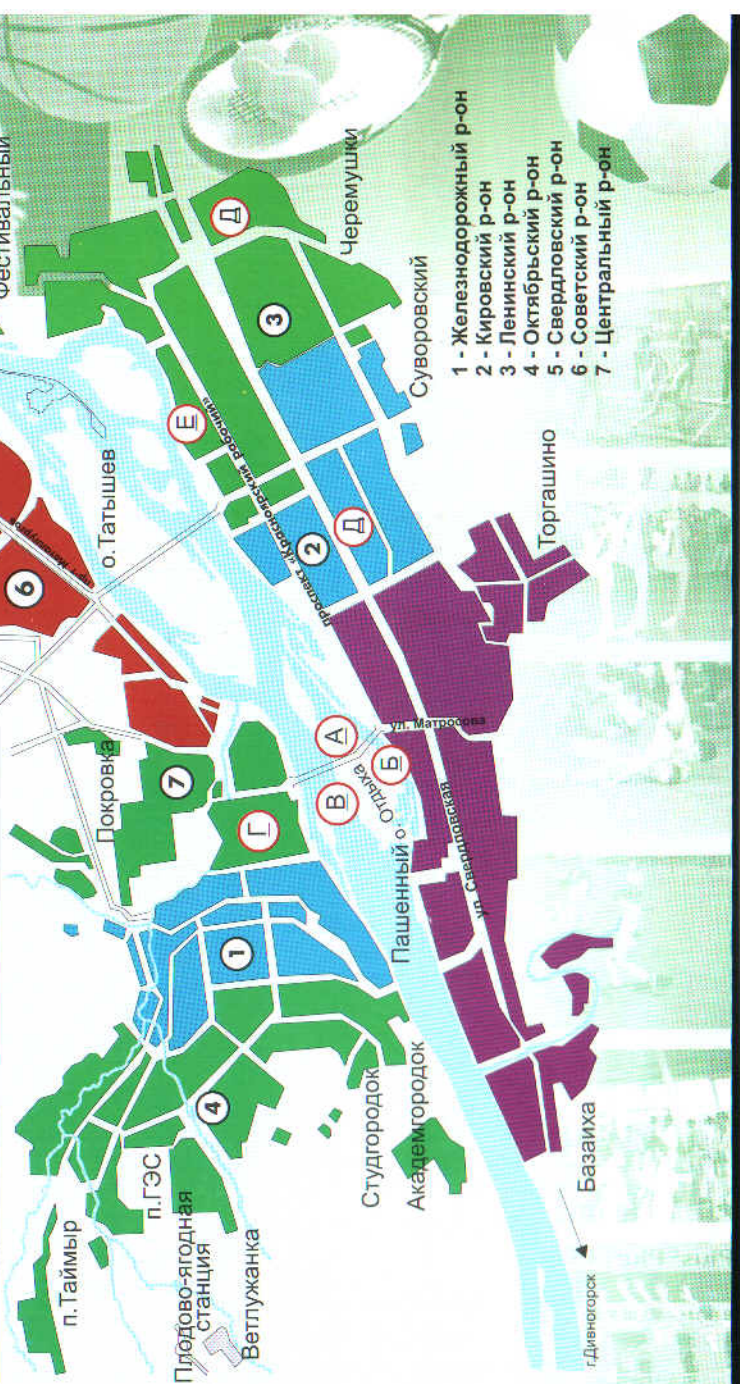 Фестивальный
Черемушки
Суворовский
Торгашино
Базаиха
г.Дивногорск
о.Татышев
Покровка
Пашенный
о. Отдыха
Студгородок
Академгородок
п.Таймыр
п.ГЭС
Плодово-ягодная
станция
Ветлужанка
проспект «Красноярский рабочий»
ул. Матросова
ул. Свердловская
А
Б
В
Г
Д
Д
Е
1
2
3
4
6
7
1 - Железнодорожный р-он
2 - Кировский р-он
3 - Ленинский р-он
4 - Октябрьский р-он
5 - Свердловский р-он
6 - Советский р-он
7 - Центральный р-он